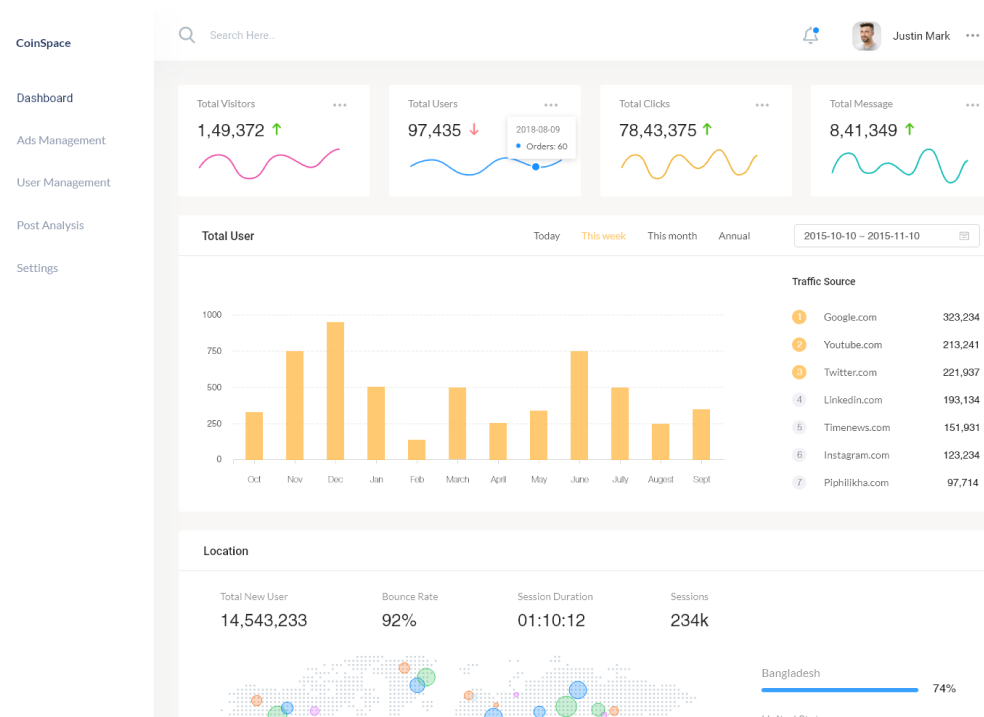 CoinSpace
Search Here..
Justin Mark
Dashboard
Ads Management
User Management
Post Analysis
Settings
Total Visitors
1,49,372
Total Users
97,435
2018-08-09
Orders: 60
Total Clicks
78,43,375
Total Message
8,41,349
Total User
Today
This week
This month
Annual
2015-10-10 ~ 2015-11-10
1000
750
500
250
0
Oct
Nov
Dec
Jan
Feb
March
April
May
June
Jully
Augest
Sept
Traffic Source
1 Google.com 323,234
2 Youtube.com 213,241
3 Twitter.com 221,937
4 Linkedin.com 193,134
5 Timenews.com 151,931
6 Instagram.com 123,234
7 Piphilikha.com 97,714
Location
Total New User
14,543,233
Bounce Rate
92%
Session Duration
01:10:12
Sessions
234k
Bangladesh
74%